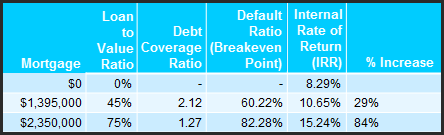 Mortgage Loan to Value Ratio Debt Coverage Ratio Default Ratio (Breakeven Point) Internal Rate of Return (IRR) % Increase
$0 0% - - 8.29%
$1,395,000 45% 2.12 60.22% 10.65% 29%
$2,350,000 75% 1.27 82.28% 15.24% 84%